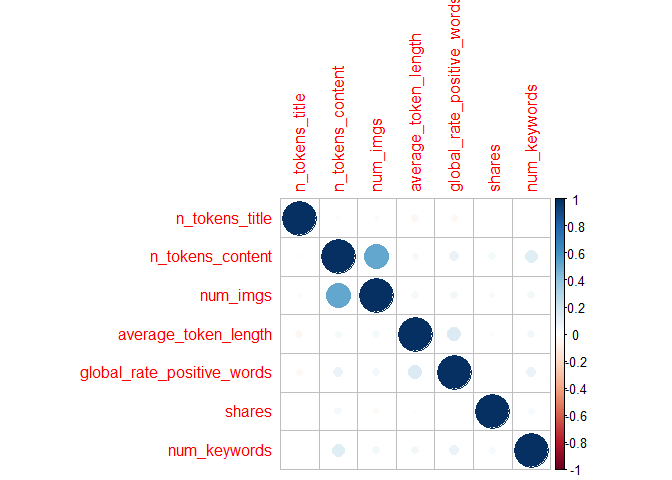 n_tokens_title
n_tokens_content
num_imgs
average_token_length
global_rate_positive_words
shares
num_keywords
n_tokens_title
n_tokens_content
num_imgs
average_token_length
global_rate_positive_words
shares
num_keywords
1
0.8
0.6
0.4
0.2
0
-0.2
-0.4
-0.6
-0.8
-1